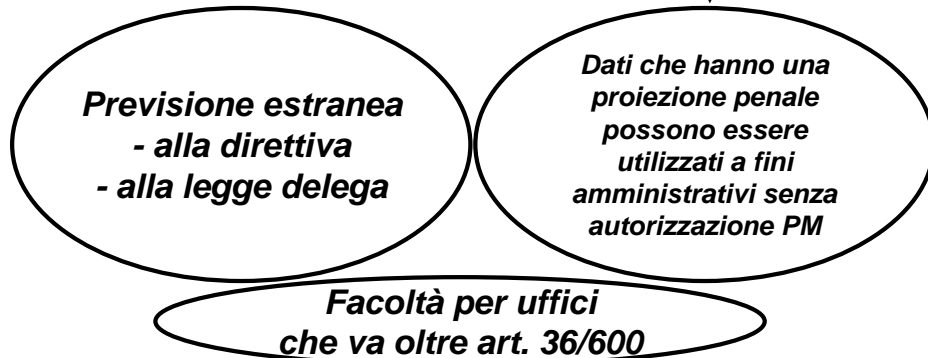 Previsione estranea
- alla direttiva
- alla legge delega
Dati che hanno una
proiezione penale
possono essere
utilizzati a fini
amministrativi senza
autorizzazione PM
Facoltà per uffici
che va oltre art. 36/600